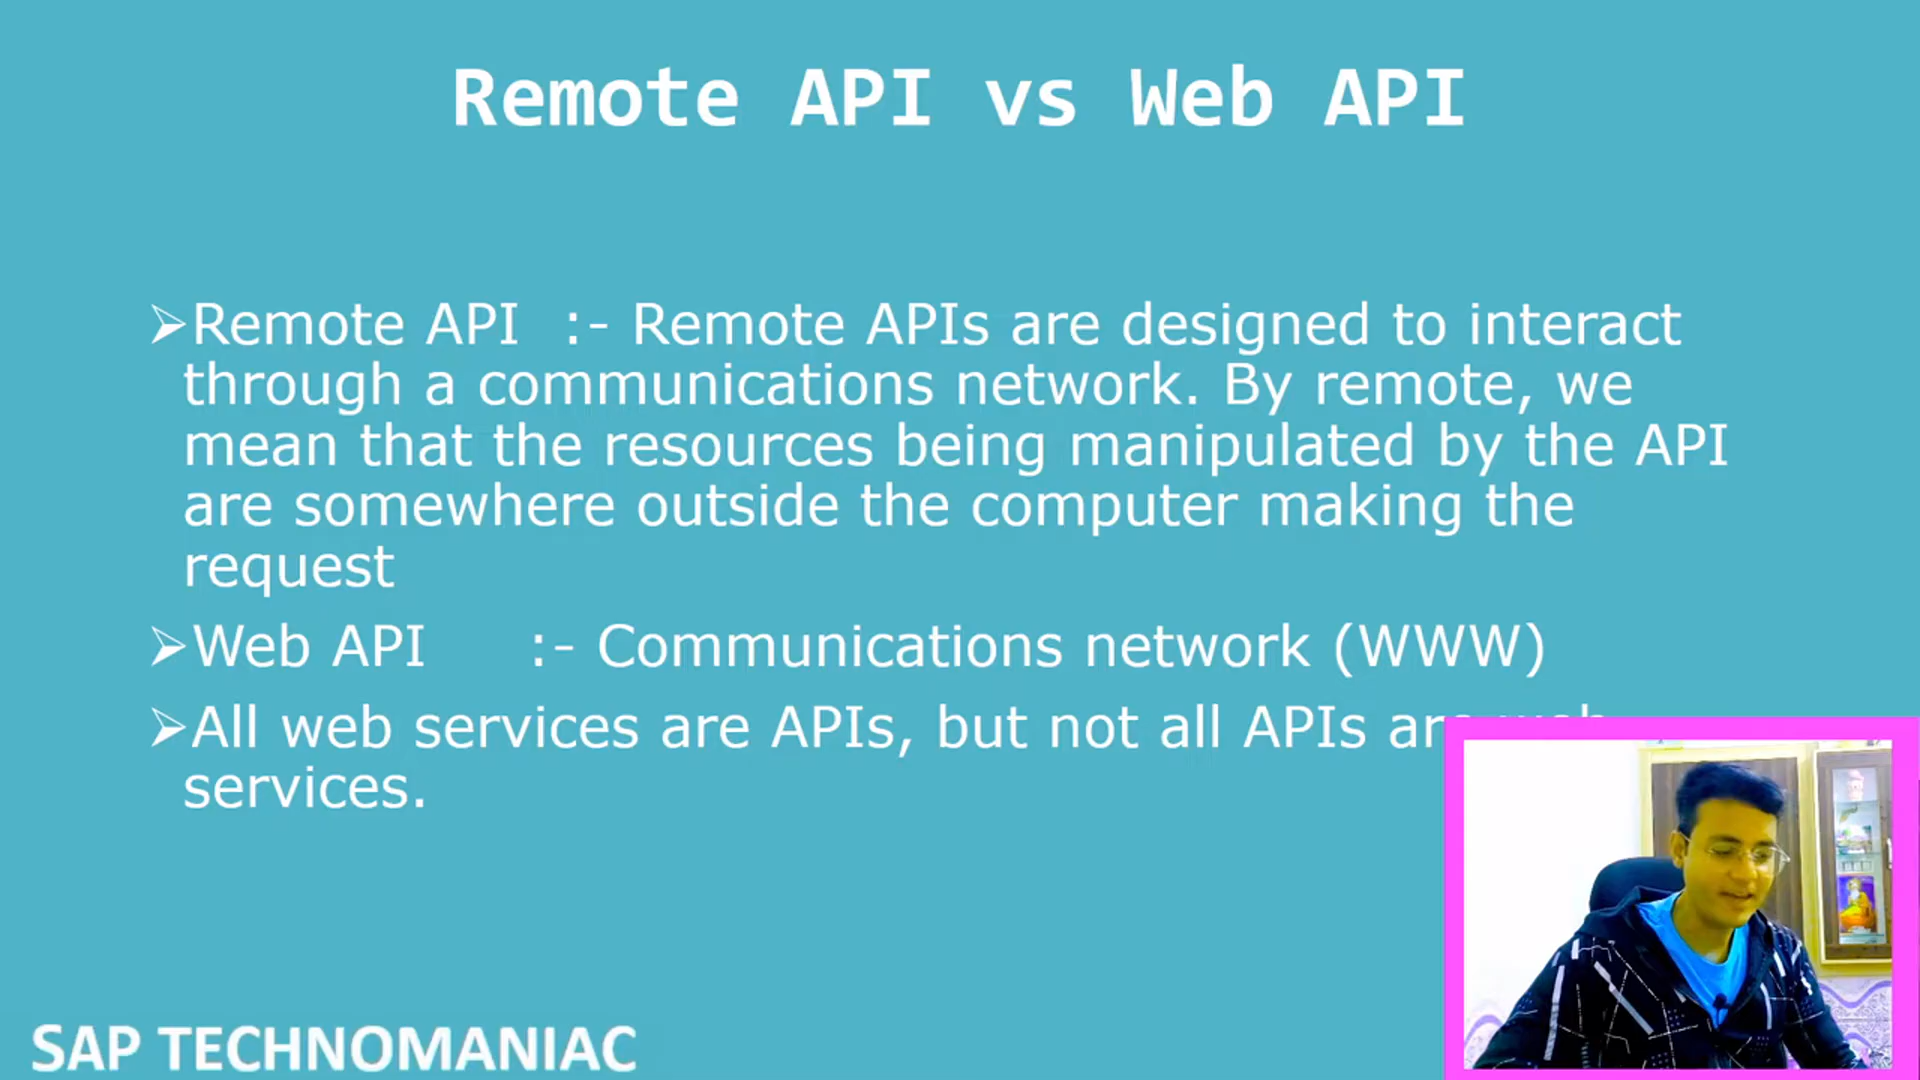 Remote API vs Web API
➢Remote API :- Remote APIs are designed to interact
through a communications network. By remote, we
mean that the resources being manipulated by the API
are somewhere outside the computer making the
request
➢Web API :- Communications network (WWW)
➢All web services are APIs, but not all APIs are web
services.
SAP TECHNOMANIAC